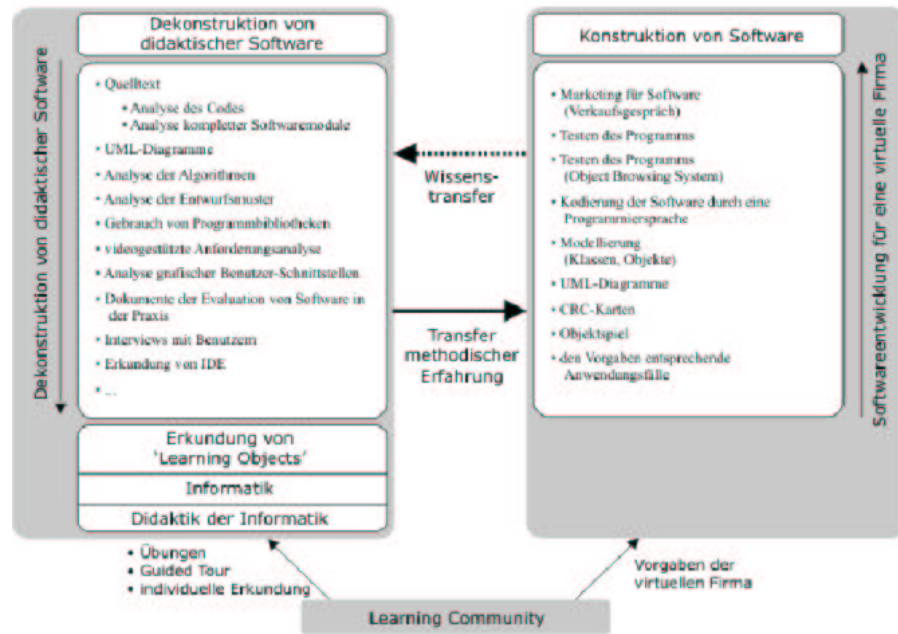 Dekonstruktion von didaktischer Software
Dekonstruktion von
didaktischer Software
• Quelltext
• Analyse des Codes
• Analyse kompletter Softwaremodule
• UML-Diagramme
• Analyse der Algorithmen
• Analyse der Entwurfsmuster
• Gebrauch von Programmbibliotheken
• videogestützte Anforderungsanalyse
• Analyse grafischer Benutzer-Schnittstellen
• Dokumente der Evaluation von Software in
der Praxis
• Interviews mit Benutzern
• Erkundung von IDE
• ...
Erkundung von
'Learning Objects'
Informatik
Didaktik der Informatik
• Übungen
• Guided Tour
• individuelle Erkundung
Wissens-
transfer
Transfer
methodischer
Erfahrung
Konstruktion von Software
• Marketing für Software
(Verkaufsgespräch)
• Testen des Programms
• Testen des Programms
(Object Browsing System)
• Kodierung der Software durch eine
Programmiersprache
• Modellierung
(Klassen, Objekte)
• UML-Diagramme
• CRC-Karten
• Objektspiel
• den Vorgaben entsprechende
Anwendungsfälle
Softwareentwicklung für eine virtuelle Firma
Vorgaben der
virtuellen Firma
Learning Community